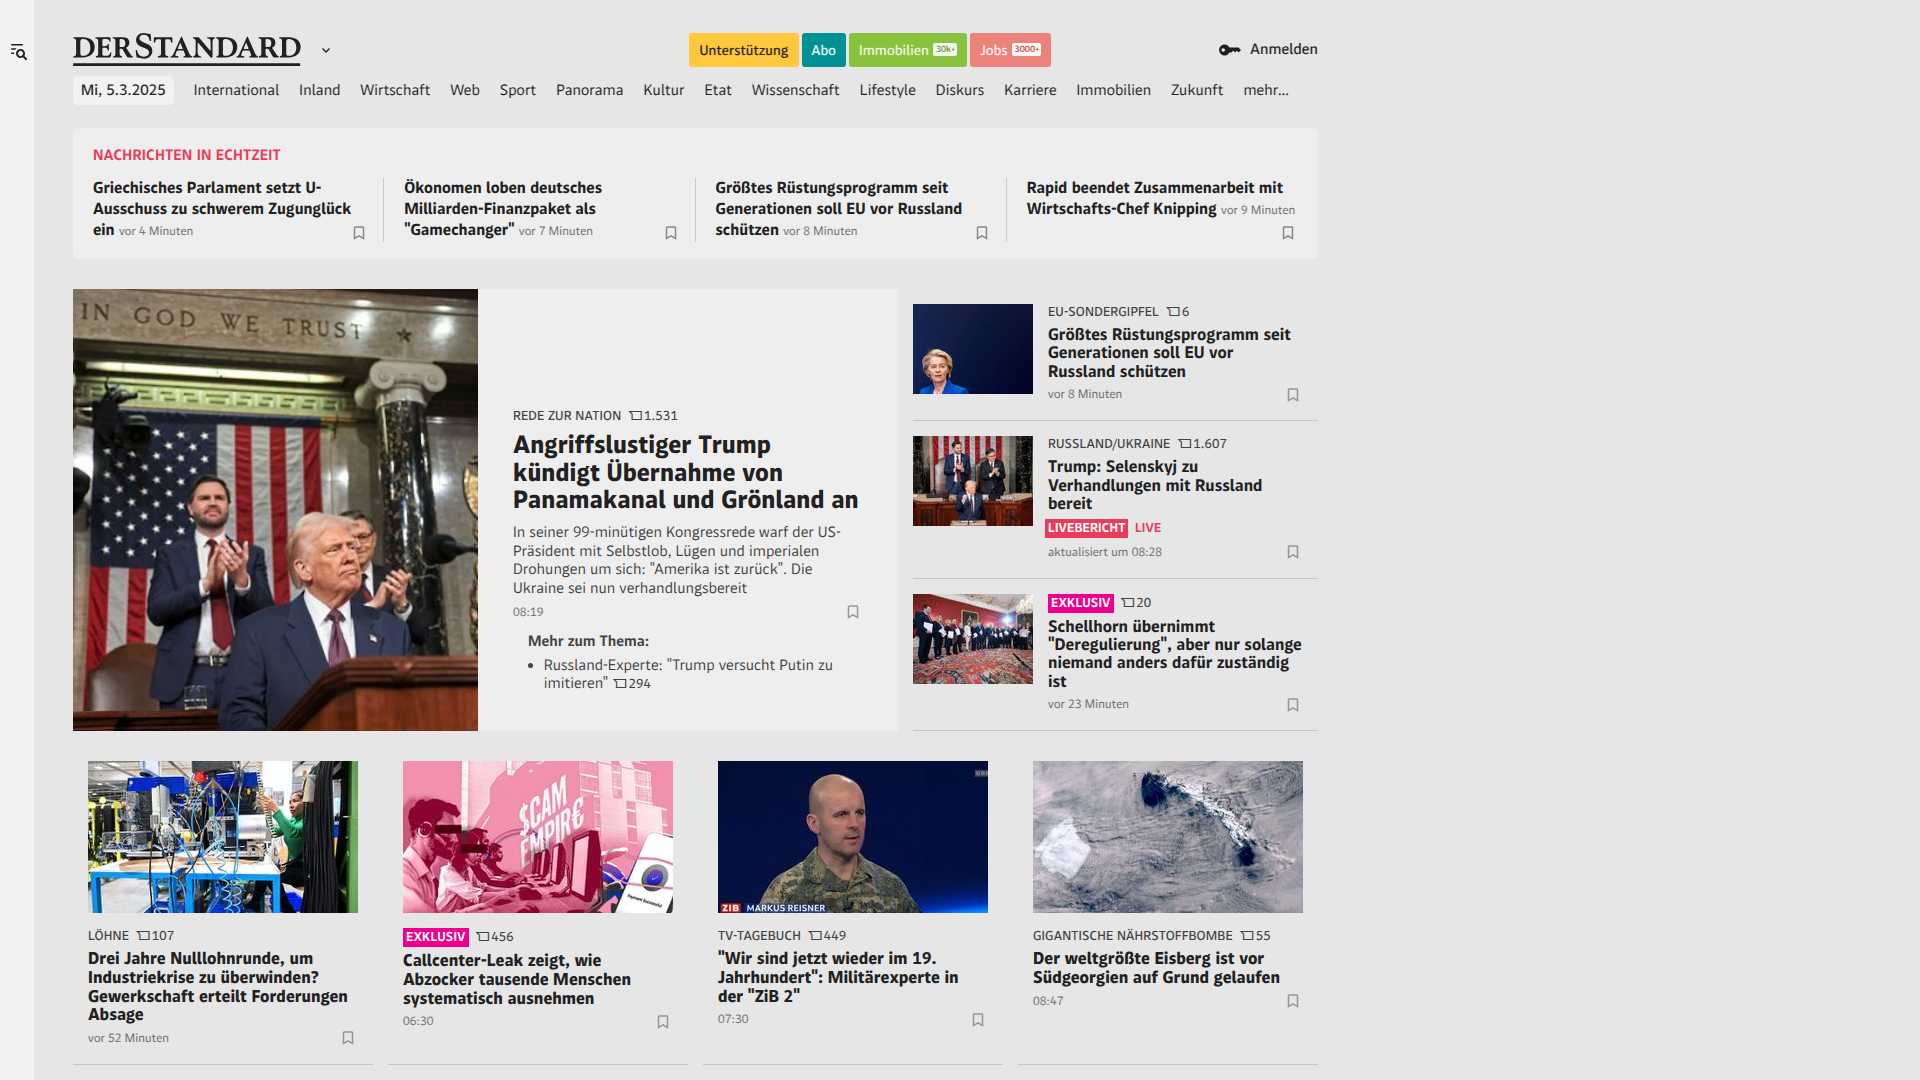 DERSTANDARD
Unterstützung
Abo
Immobilien 30k+
Jobs 3000+
Anmelden
Mi, 5.3.2025
International
Inland
Wirtschaft
Web
Sport
Panorama
Kultur
Etat
Wissenschaft
Lifestyle
Diskurs
Karriere
Immobilien
Zukunft
mehr...
NACHRICHTEN IN ECHTZEIT
Griechisches Parlament setzt U-
Ausschuss zu schwerem Zugunglück
ein vor 4 Minuten
Ökonomen loben deutsches
Milliarden-Finanzpaket als
"Gamechanger" vor 7 Minuten
Größtes Rüstungsprogramm seit
Generationen soll EU vor Russland
schützen vor 8 Minuten
Rapid beendet Zusammenarbeit mit
Wirtschafts-Chef Knipping vor 9 Minuten
IN GOD WE TRUST
REDE ZUR NATION 1.531
Angriffslustiger Trump
kündigt Übernahme von
Panamakanal und Grönland an
In seiner 99-minütigen Kongressrede warf der US-
Präsident mit Selbstlob, Lügen und imperialen
Drohungen um sich: "Amerika ist zurück". Die
Ukraine sei nun verhandlungsbereit
08:19
Mehr zum Thema:
• Russland-Experte: "Trump versucht Putin zu
imitieren" 294
EU-SONDERGIPFEL 6
Größtes Rüstungsprogramm seit
Generationen soll EU vor
Russland schützen
vor 8 Minuten
RUSSLAND/UKRAINE 1.607
Trump: Selenskyj zu
Verhandlungen mit Russland
bereit
LIVEBERICHT LIVE
aktualisiert um 08:28
EXKLUSIV 20
Schellhorn übernimmt
"Deregulierung", aber nur solange
niemand anders dafür zuständig
ist
vor 23 Minuten
LÖHNE 107
Drei Jahre Nulllohnrunde, um
Industriekrise zu überwinden?
Gewerkschaft erteilt Forderungen
Absage
vor 52 Minuten
$CAM
EMPIR€
EXKLUSIV 456
Callcenter-Leak zeigt, wie
Abzocker tausende Menschen
systematisch ausnehmen
06:30
ZIB MARKUS REISNER
TV-TAGEBUCH 449
"Wir sind jetzt wieder im 19.
Jahrhundert": Militärexperte in
der "ZiB 2"
07:30
GIGANTISCHE NÄHRSTOFFBOMBE 55
Der weltgrößte Eisberg ist vor
Südgeorgien auf Grund gelaufen
08:47